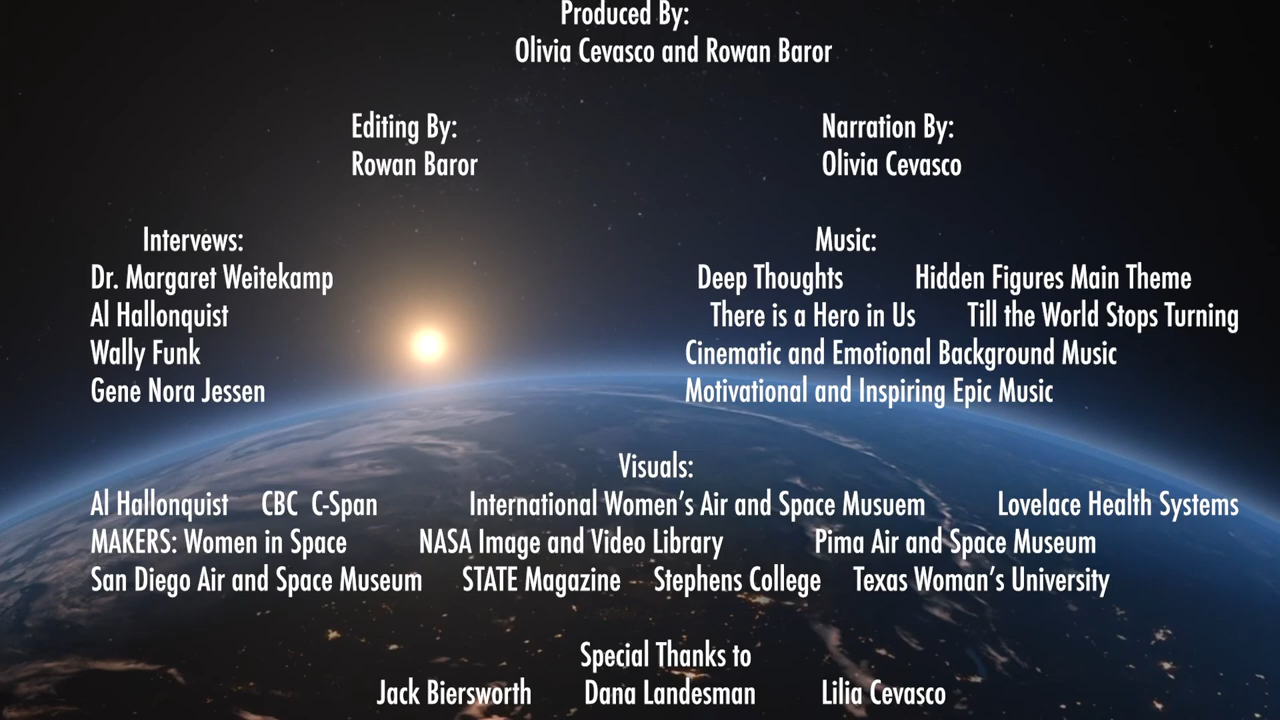 Produced By:
Olivia Cevasco and Rowan Baror
Editing By:
Rowan Baror
Narration By:
Olivia Cevasco
Intervews:
Dr. Margaret Weitekamp
Al Hallonquist
Wally Funk
Gene Nora Jessen
Music:
Deep Thoughts Hidden Figures Main Theme
There is a Hero in Us Till the World Stops Turning
Cinematic and Emotional Background Music
Motivational and Inspiring Epic Music
Visuals:
Al Hallonquist CBC C-Span International Women's Air and Space Musuem Lovelace Health Systems
MAKERS: Women in Space NASA Image and Video Library Pima Air and Space Museum
San Diego Air and Space Museum STATE Magazine Stephens College Texas Woman's University
Special Thanks to
Jack Biersworth Dana Landesman Lilia Cevasco